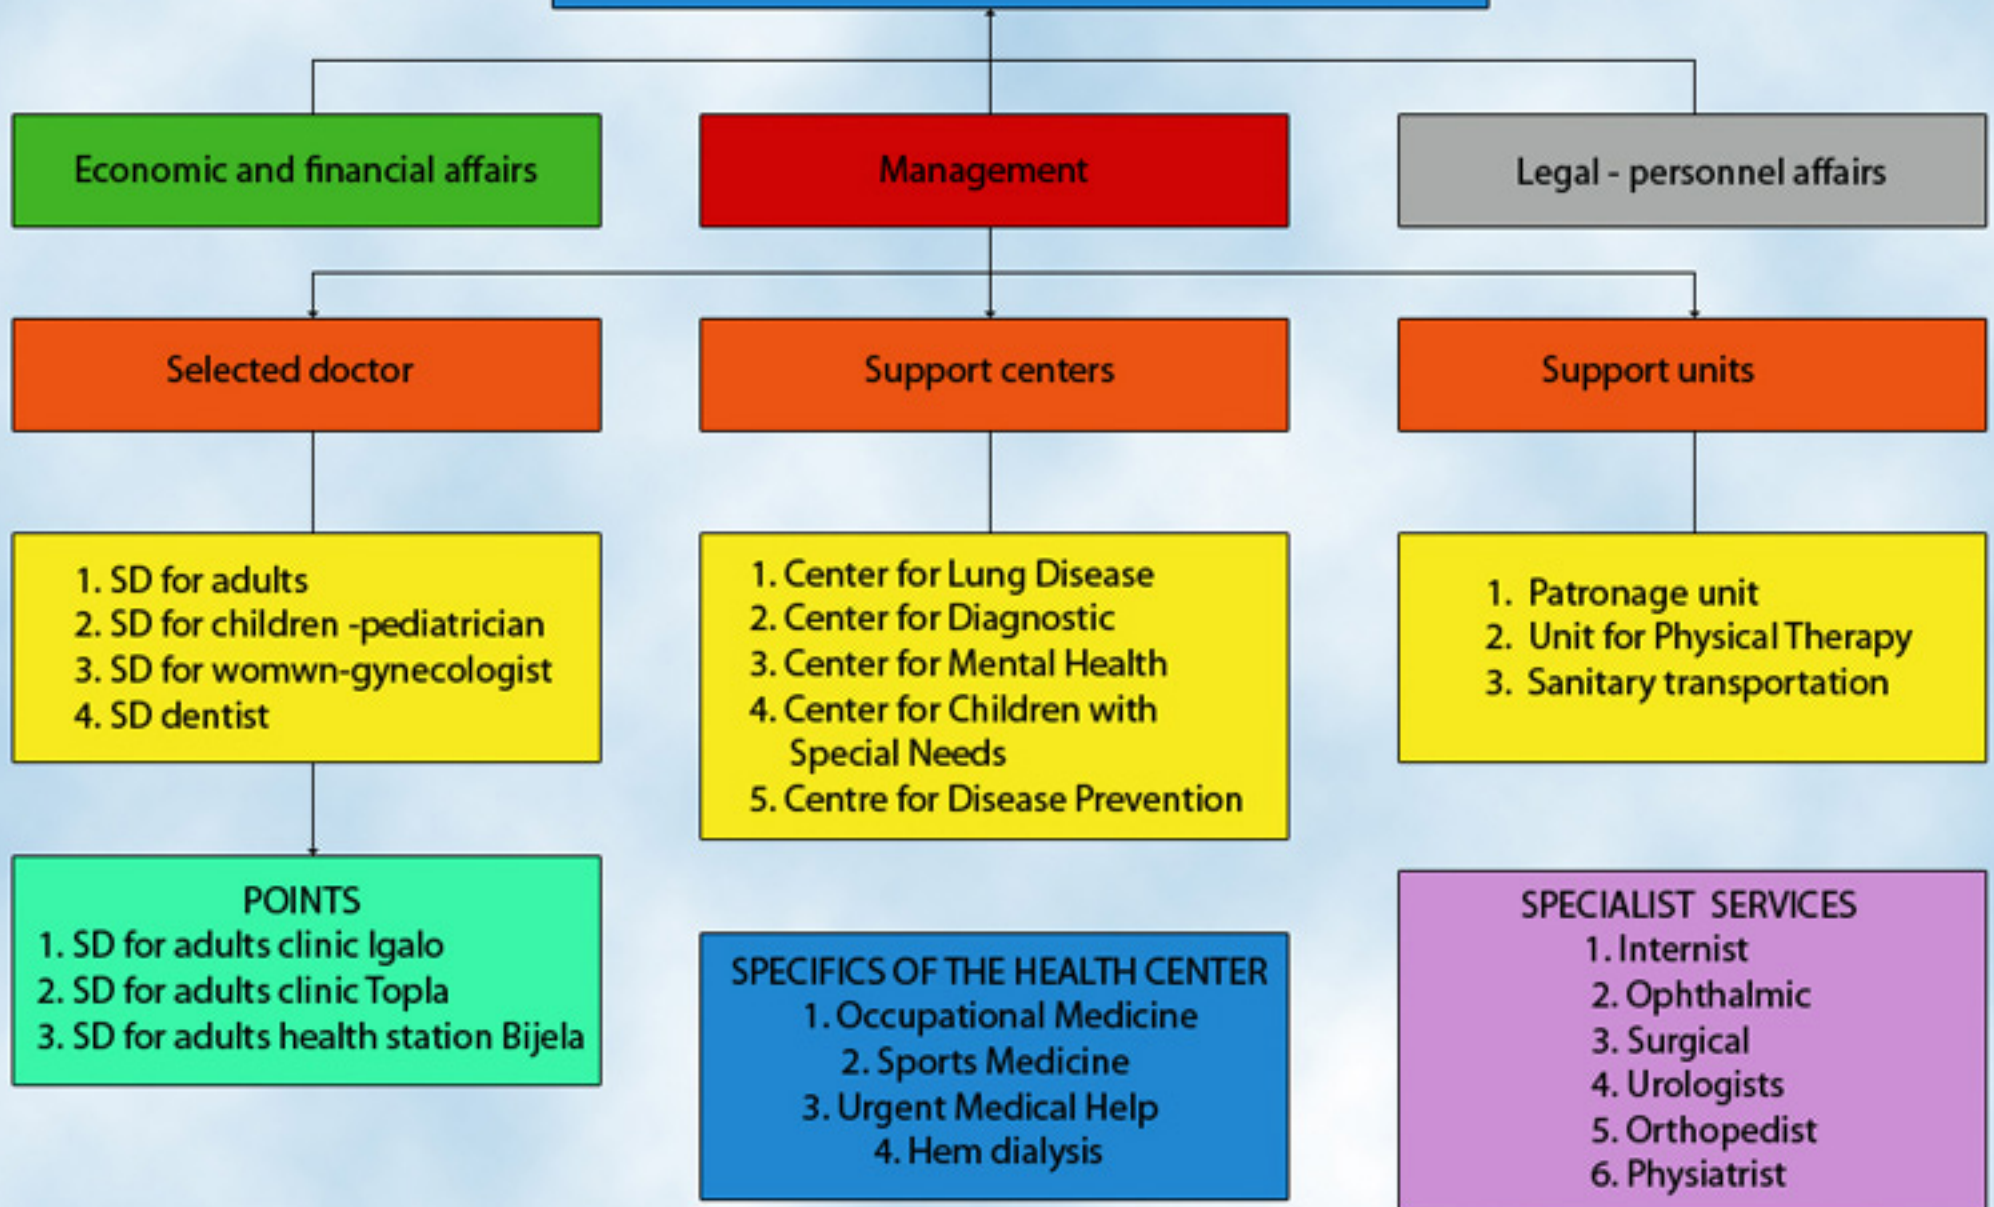 Economic and financial affairs
Management
Legal - personnel affairs
Selected doctor
Support centers
Support units
1. SD for adults
2. SD for children -pediatrician
3. SD for womwn-gynecologist
4. SD dentist
1. Center for Lung Disease
2. Center for Diagnostic
3. Center for Mental Health
4. Center for Children with
Special Needs
5. Centre for Disease Prevention
1. Patronage unit
2. Unit for Physical Therapy
3. Sanitary transportation
POINTS
1. SD for adults clinic Igalo
2. SD for adults clinic Topla
3. SD for adults health station Bijela
SPECIFICS OF THE HEALTH CENTER
1. Occupational Medicine
2. Sports Medicine
3. Urgent Medical Help
4. Hem dialysis
SPECIALIST SERVICES
1. Internist
2. Ophthalmic
3. Surgical
4. Urologists
5. Orthopedist
6. Physiatrist